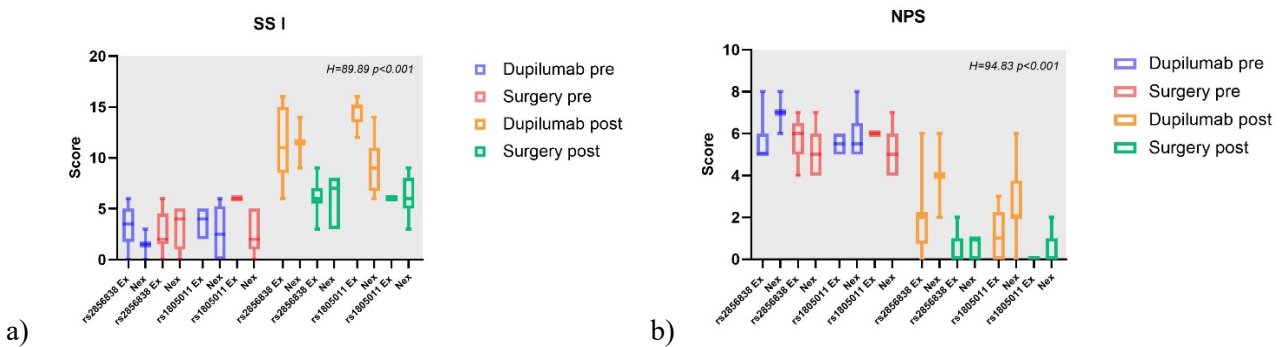 SS I
20
15
10
5
0
Score
H=89.89 p<0.001
rs2856838 Ex
Nex
rs2856838 Ex
Nex
rs1805011 Ex
Nex
rs1805011 Ex
Nex
rs2856838 Ex
Nex
rs2856838 Ex
Nex
rs1805011 Ex
Nex
rs1805011 Ex
Nex
Dupilumab pre
Surgery pre
Dupilumab post
Surgery post
a)
NPS
10
8
6
4
2
0
Score
H=94.83 p<0.001
rs2856838 Ex
Nex
rs2856838 Ex
Nex
rs1805011 Ex
Nex
rs1805011 Ex
Nex
rs2856838 Ex
Nex
rs2856838 Ex
Nex
rs1805011 Ex
Nex
rs1805011 Ex
Nex
Dupilumab pre
Surgery pre
Dupilumab post
Surgery post
b)